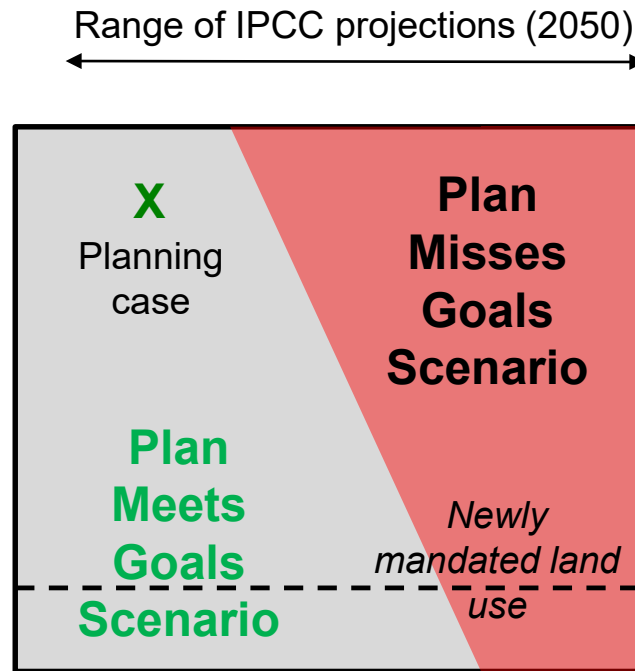 Range of IPCC projections (2050)
X
Planning
case
Plan
Misses
Goals
Scenario
Plan
Meets
Goals
Scenario
Newly
mandated land
use